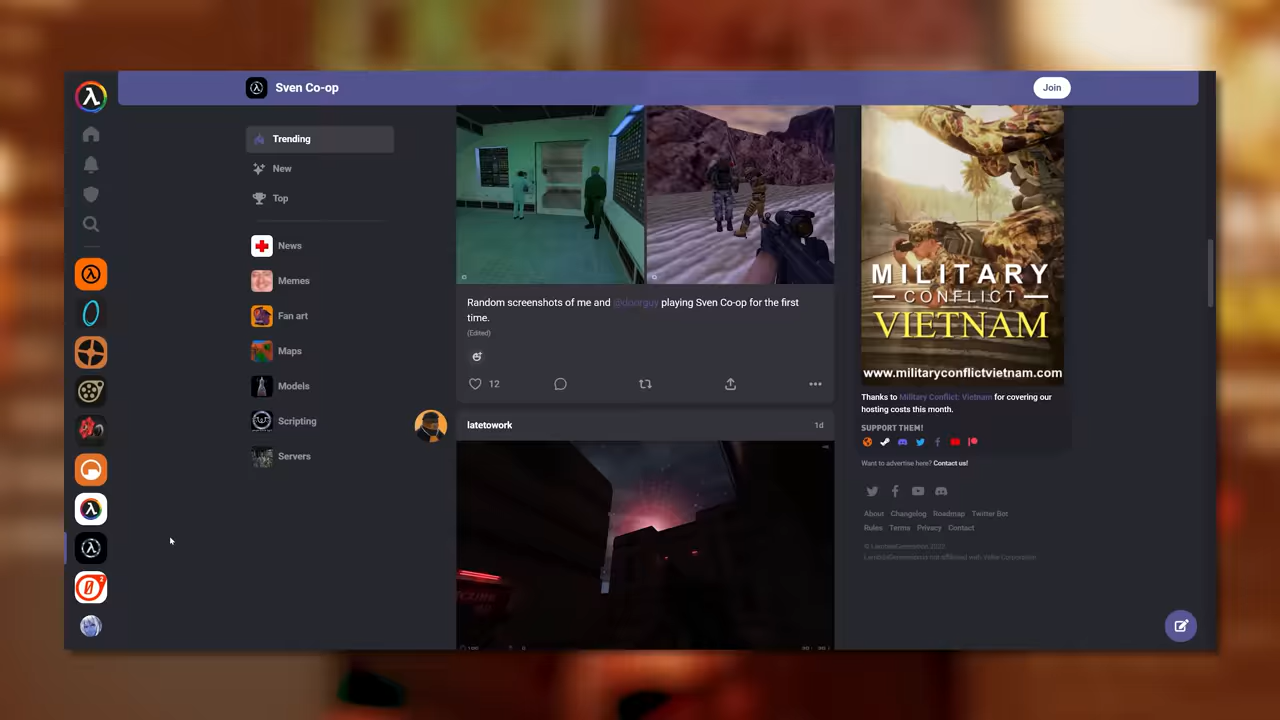 Sven Co-op
Join
Trending
New
Top
News
Memes
Fan art
Maps
Models
Scripting
Servers
Random screenshots of me and @doorguy playing Sven Co-op for the first
time.
(Edited)
12
latetowork
1d
MILITARY
CONFLICT
VIETNAM
www.militaryconflictvietnam.com
Thanks to Military Conflict: Vietnam for covering our
hosting costs this month.
SUPPORT THEM!
Want to advertise here? Contact us!
About Changelog Roadmap Twitter Bot
Rules Terms Privacy Contact